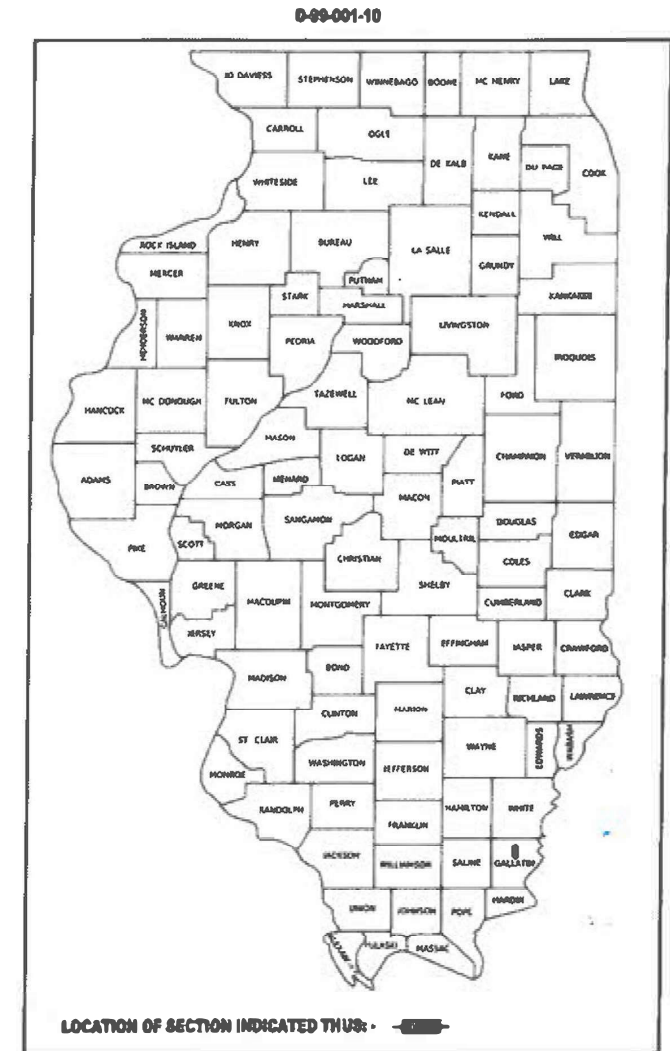 D-99-001-10
JO DAVIESS STEPHENSON WINNEBAGO BOONE MC HENRY LAKE
CARROLL OGLE DE KALB KANE DU PAGE COOK
WHITESIDE LEE
KENDALL
ROCK ISLAND HENRY BUREAU LA SALLE WILL
MERCER PUTNAM GRUNDY
STARK MARSHALL KANKAKEE
HENDERSON WARREN KNOX PEORIA WOODFORD LIVINGSTON IROQUOIS
HANCOCK MC DONOUGH FULTON TAZEWELL MC LEAN FORD
MASON
SCHUYLER LOGAN DE WITT CHAMPAIGN VERMILION
ADAMS BROWN CASS MENARD PIATT
MACON
PIKE SCOTT MORGAN SANGAMON DOUGLAS EDGAR
CHRISTIAN MOULTRIE COLES
GREENE MACOUPIN MONTGOMERY SHELBY CUMBERLAND CLARK
CALHOUN JERSEY FAYETTE EFFINGHAM JASPER CRAWFORD
MADISON BOND
CLINTON MARION CLAY RICHLAND LAWRENCE
ST CLAIR WASHINGTON JEFFERSON WAYNE EDWARDS WABASH
MONROE
RANDOLPH PERRY HAMILTON WHITE
FRANKLIN
JACKSON WILLIAMSON SALINE GALLATIN
UNION JOHNSON POPE HARDIN
PULASKI MASSAC
LOCATION OF SECTION INDICATED THUS: -